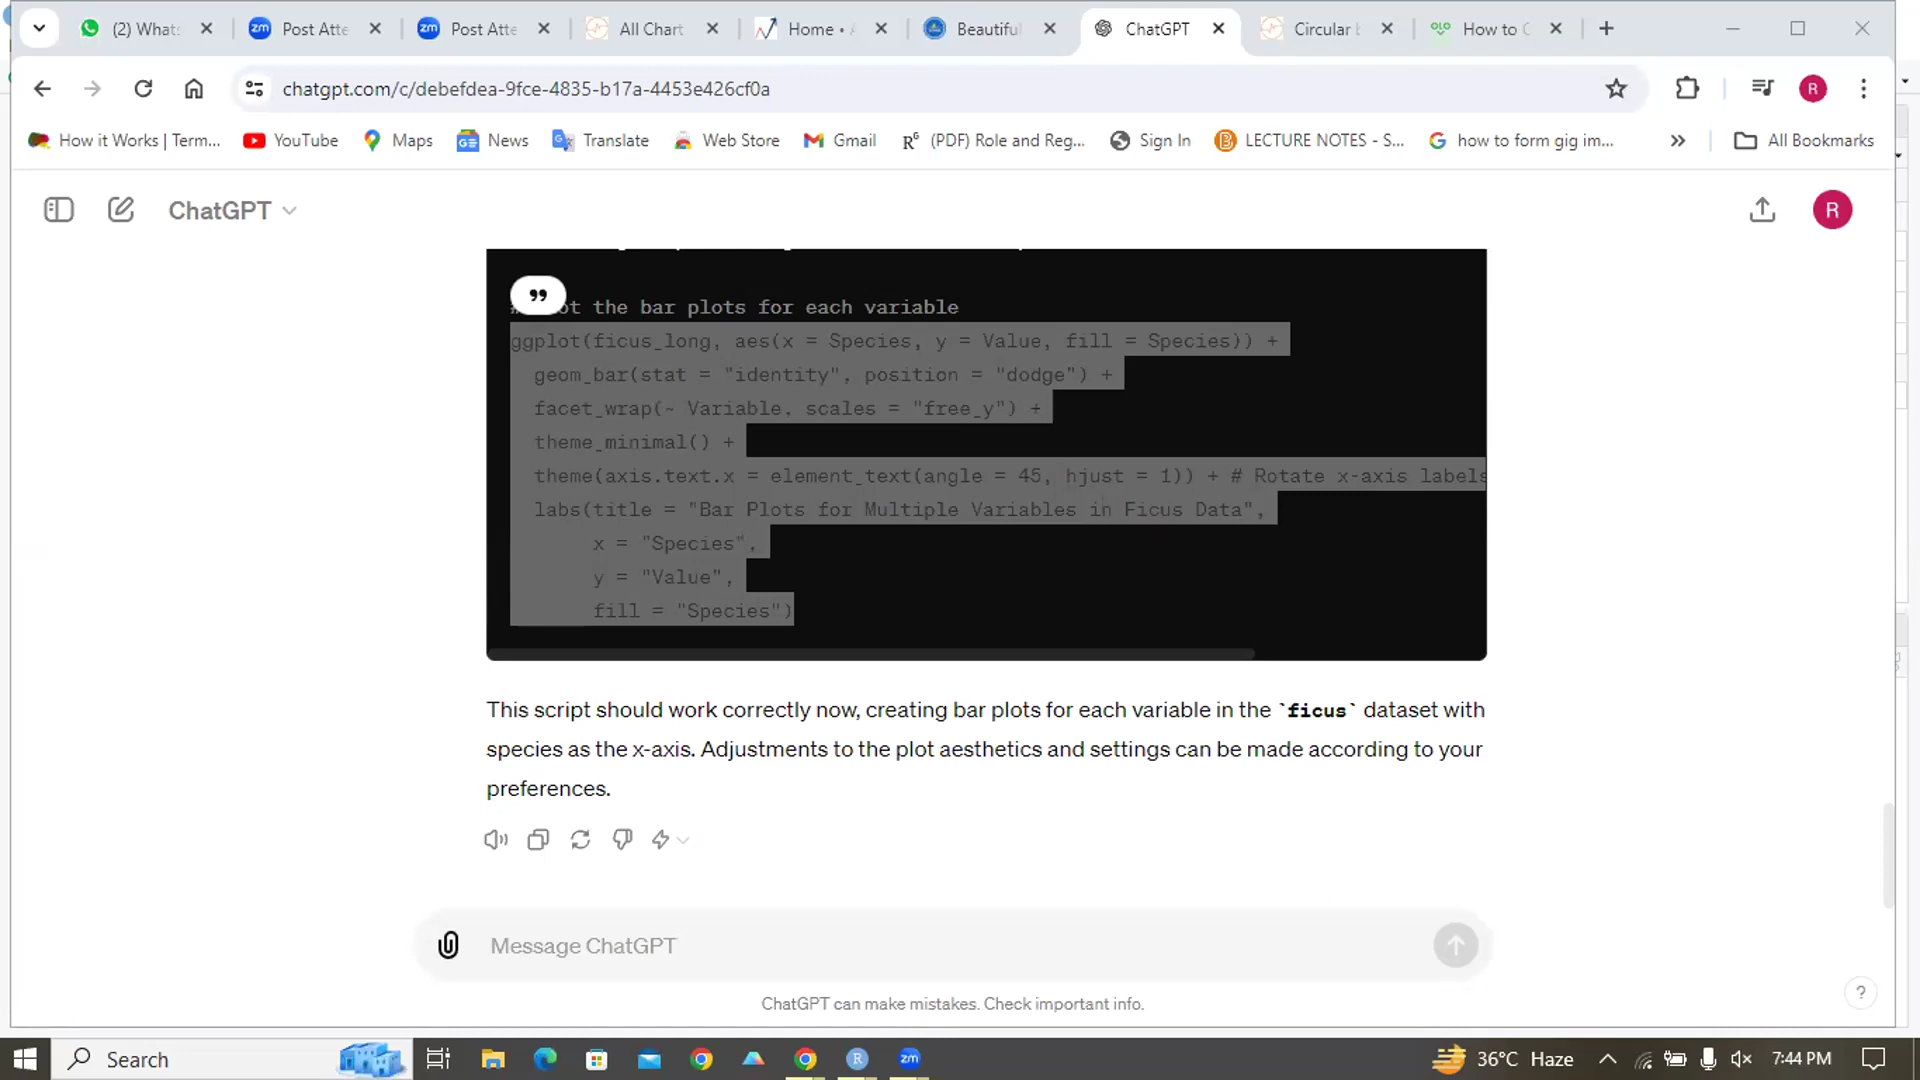 (2) Whats
Post Atte
Post Atte
All Chart
Home •
Beautiful
ChatGPT
Circular b
How to C
chatgpt.com/c/debefdea-9fce-4835-b17a-4453e426cf0a
How it Works | Term...
YouTube
Maps
News
Translate
Web Store
Gmail
(PDF) Role and Reg...
Sign In
LECTURE NOTES - S...
how to form gig im...
All Bookmarks
ChatGPT
R
ot the bar plots for each variable
ggplot(ficus_long, aes(x = Species, y = Value, fill = Species)) +
geom_bar(stat = "identity", position = "dodge") +
facet_wrap(~ Variable, scales = "free_y") +
theme_minimal() +
theme(axis.text.x = element_text(angle = 45, hjust = 1)) + # Rotate x-axis labels
labs(title = "Bar Plots for Multiple Variables in Ficus Data",
x = "Species",
y = "Value",
fill = "Species")
This script should work correctly now, creating bar plots for each variable in the `ficus` dataset with
species as the x-axis. Adjustments to the plot aesthetics and settings can be made according to your
preferences.
Message ChatGPT
ChatGPT can make mistakes. Check important info.
?
Search
zm
36°C Haze
7:44 PM